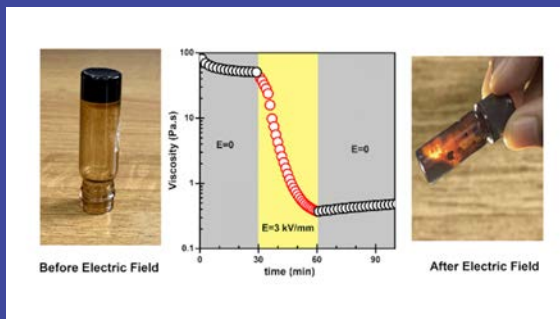 100
10
1
0.1
Viscosity (Pa.s)
E=0
E=3 kV/mm
E=0
0
30
60
90
time (min)
Before Electric Field
After Electric Field